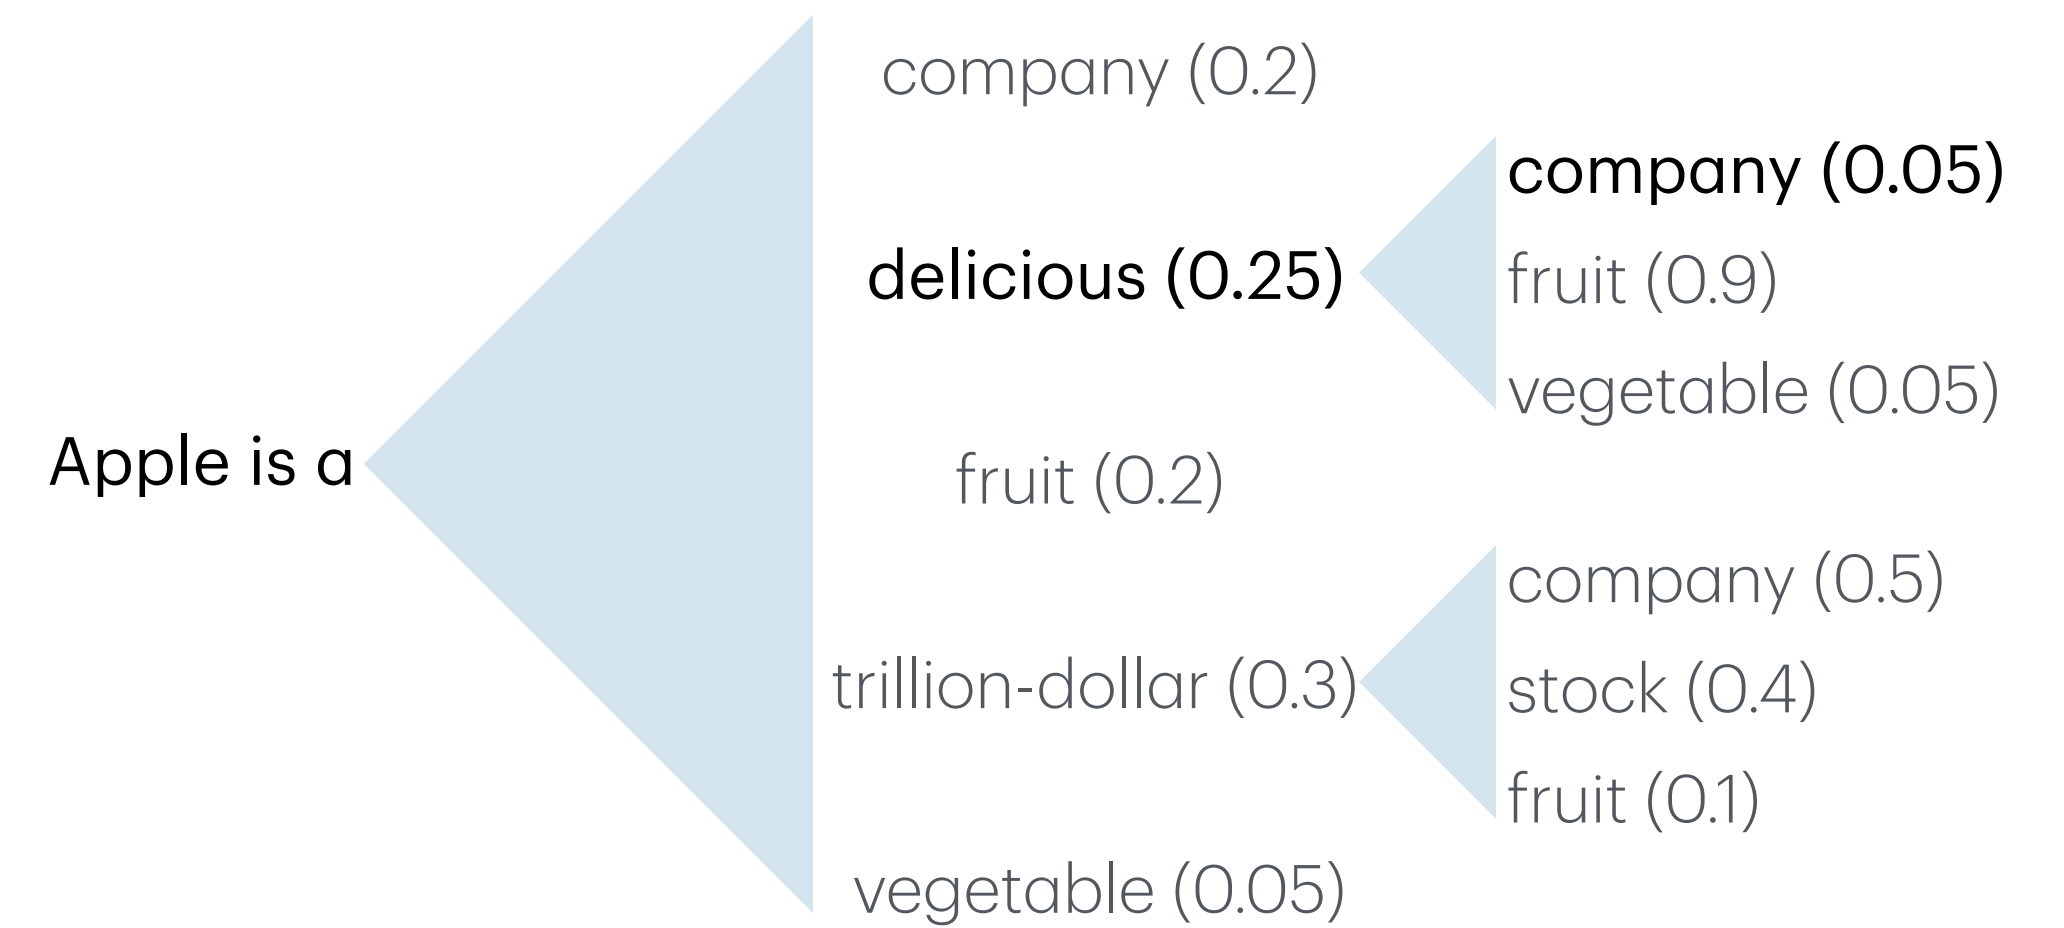 Apple is a
company (0.2)
delicious (0.25)
fruit (0.2)
trillion-dollar (0.3)
vegetable (0.05)
company (0.05)
fruit (0.9)
vegetable (0.05)
company (0.5)
stock (0.4)
fruit (0.1)